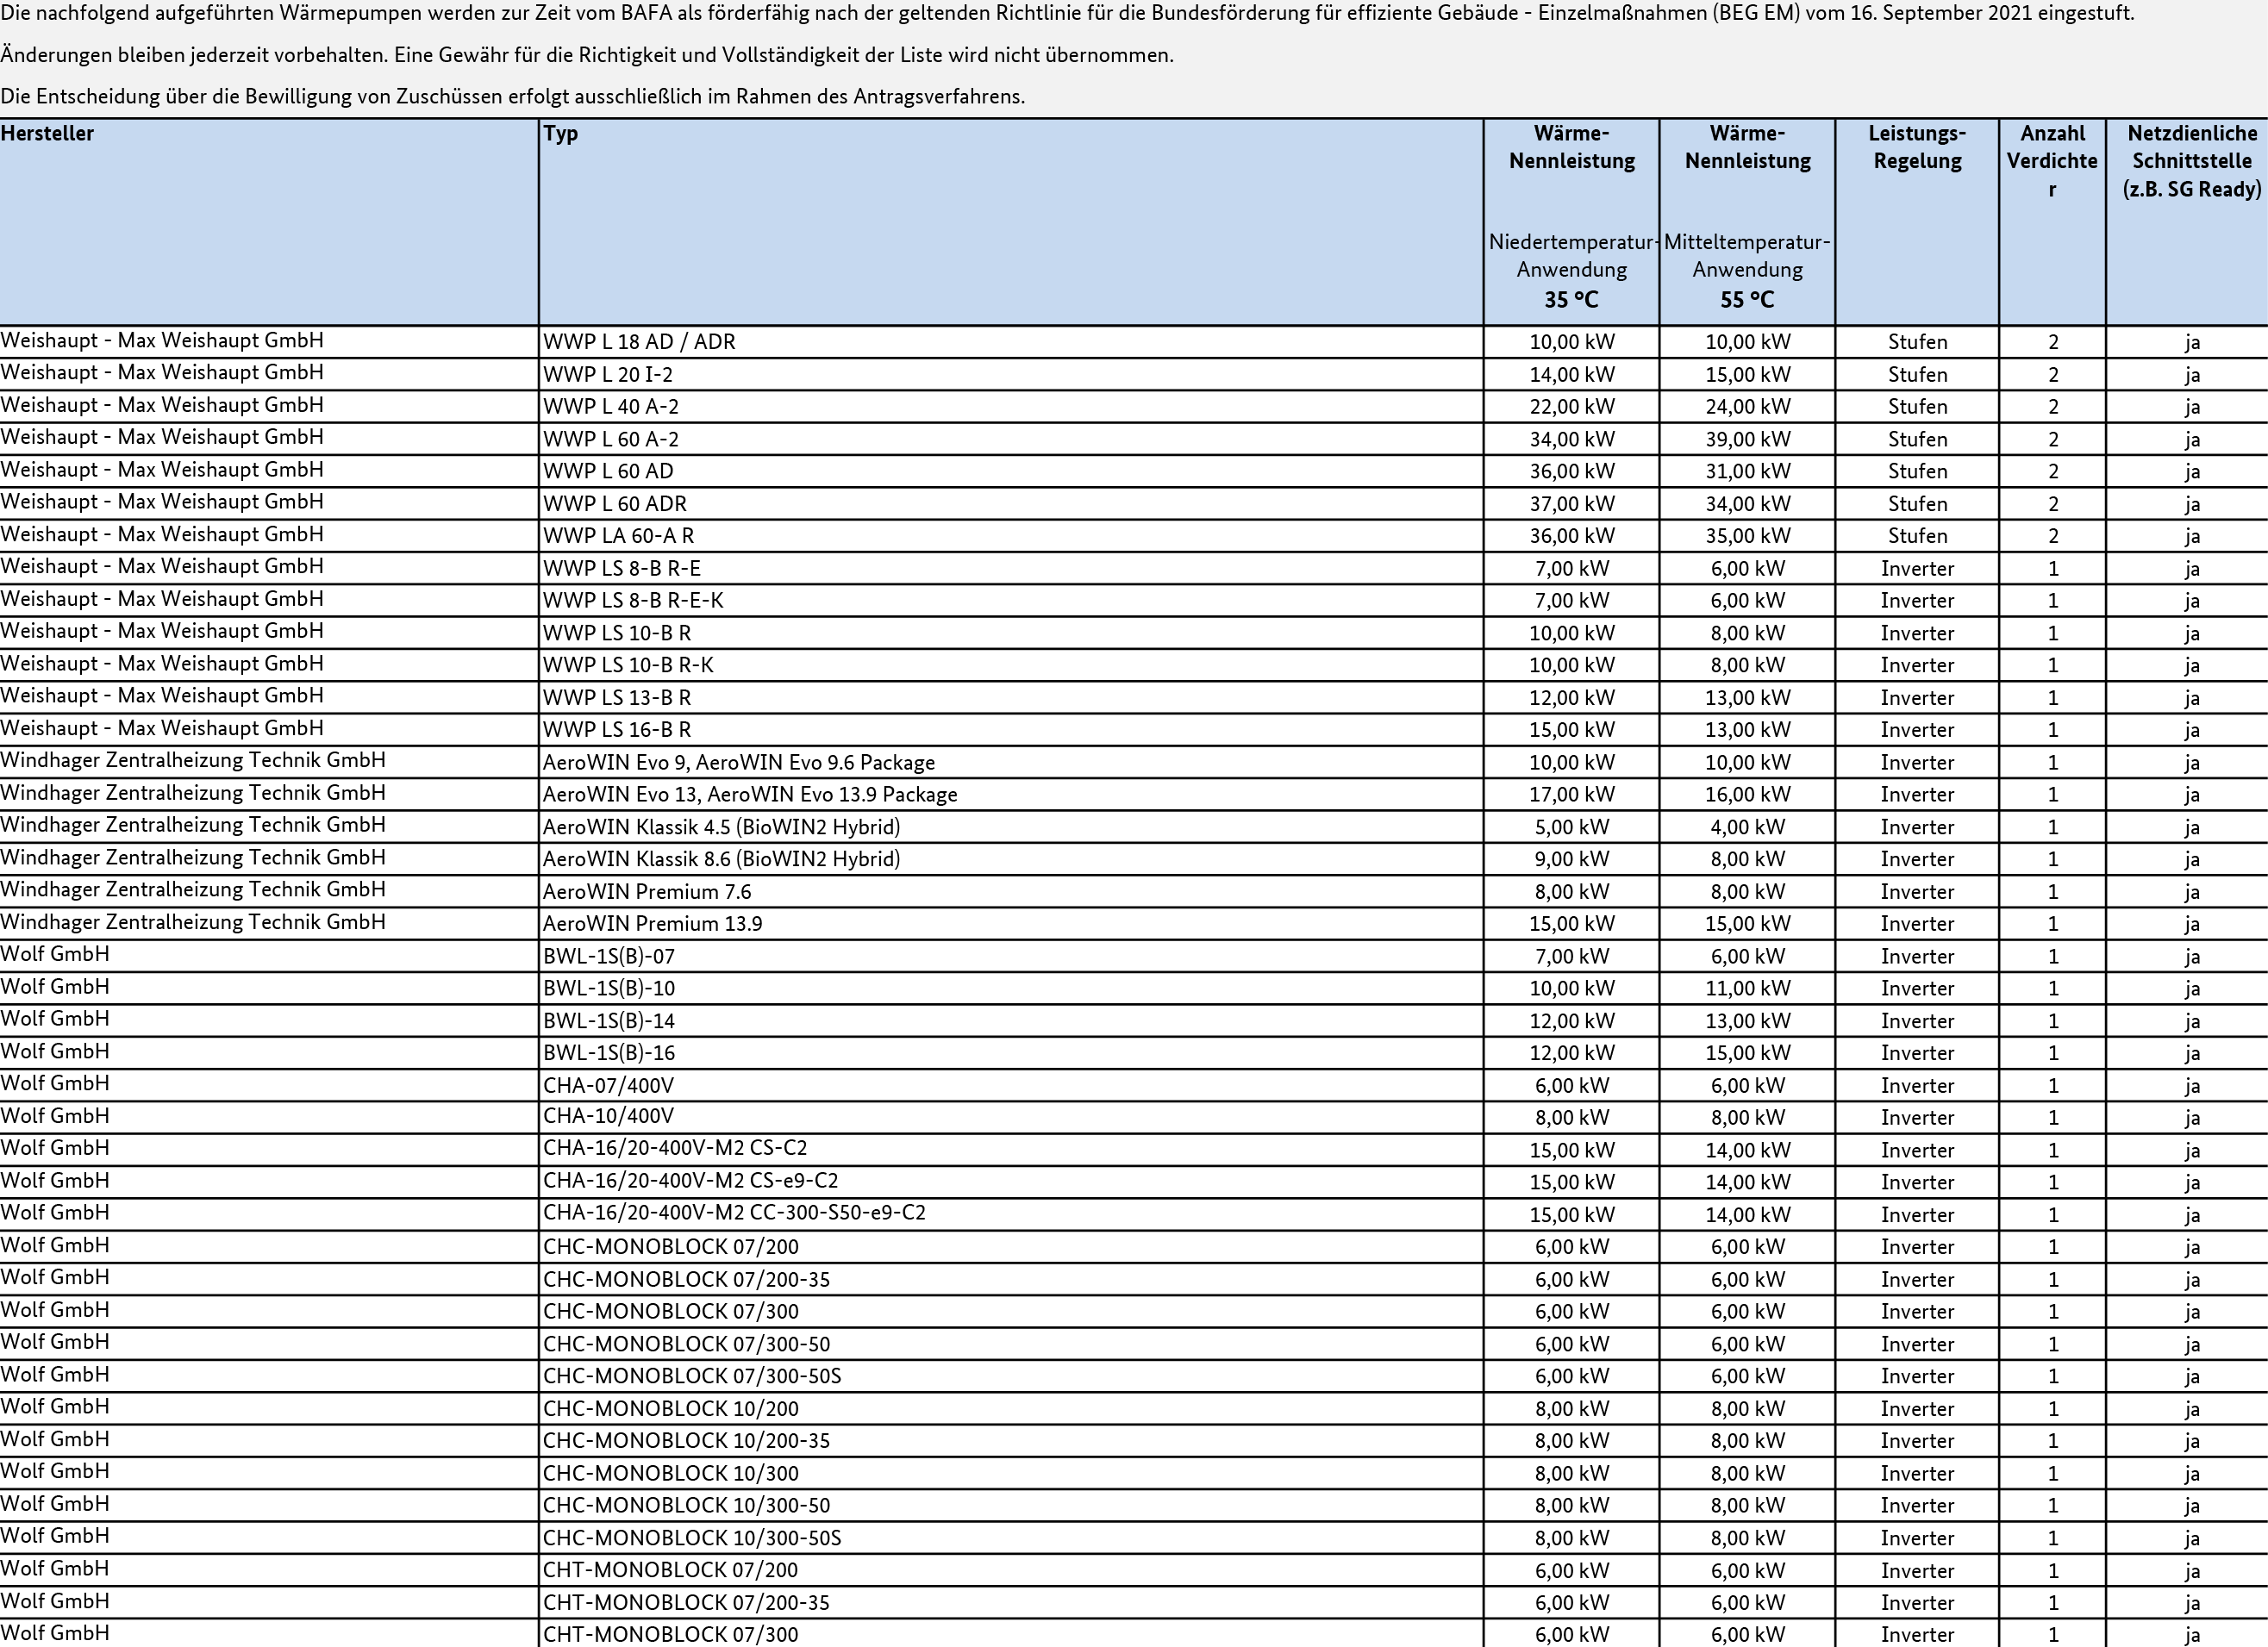 Die nachfolgend aufgeführten Wärmepumpen werden zur Zeit vom BAFA als förderfähig nach der geltenden Richtlinie für die Bundesförderung für effiziente Gebäude - Einzelmaßnahmen (BEG EM) vom 16. September 2021 eingestuft.
Änderungen bleiben jederzeit vorbehalten. Eine Gewähr für die Richtigkeit und Vollständigkeit der Liste wird nicht übernommen.
Die Entscheidung über die Bewilligung von Zuschüssen erfolgt ausschließlich im Rahmen des Antragsverfahrens.
Hersteller Typ Wärme- Wärme- Leistungs- Anzahl Netzdienliche
Nennleistung Nennleistung Regelung Verdichte Schnittstelle
r (z.B. SG Ready)
Niedertemperatur- Mitteltemperatur-
Anwendung Anwendung
35 °C 55 °C
Weishaupt - Max Weishaupt GmbH WWP L 18 AD / ADR 10,00 kW 10,00 kW Stufen 2 ja
Weishaupt - Max Weishaupt GmbH WWP L 20 I-2 14,00 kW 15,00 kW Stufen 2 ja
Weishaupt - Max Weishaupt GmbH WWP L 40 A-2 22,00 kW 24,00 kW Stufen 2 ja
Weishaupt - Max Weishaupt GmbH WWP L 60 A-2 34,00 kW 39,00 kW Stufen 2 ja
Weishaupt - Max Weishaupt GmbH WWP L 60 AD 36,00 kW 31,00 kW Stufen 2 ja
Weishaupt - Max Weishaupt GmbH WWP L 60 ADR 37,00 kW 34,00 kW Stufen 2 ja
Weishaupt - Max Weishaupt GmbH WWP LA 60-A R 36,00 kW 35,00 kW Stufen 2 ja
Weishaupt - Max Weishaupt GmbH WWP LS 8-B R-E 7,00 kW 6,00 kW Inverter 1 ja
Weishaupt - Max Weishaupt GmbH WWP LS 8-B R-E-K 7,00 kW 6,00 kW Inverter 1 ja
Weishaupt - Max Weishaupt GmbH WWP LS 10-B R 10,00 kW 8,00 kW Inverter 1 ja
Weishaupt - Max Weishaupt GmbH WWP LS 10-B R-K 10,00 kW 8,00 kW Inverter 1 ja
Weishaupt - Max Weishaupt GmbH WWP LS 13-B R 12,00 kW 13,00 kW Inverter 1 ja
Weishaupt - Max Weishaupt GmbH WWP LS 16-B R 15,00 kW 13,00 kW Inverter 1 ja
Windhager Zentralheizung Technik GmbH AeroWIN Evo 9, AeroWIN Evo 9.6 Package 10,00 kW 10,00 kW Inverter 1 ja
Windhager Zentralheizung Technik GmbH AeroWIN Evo 13, AeroWIN Evo 13.9 Package 17,00 kW 16,00 kW Inverter 1 ja
Windhager Zentralheizung Technik GmbH AeroWIN Klassik 4.5 (BioWIN2 Hybrid) 5,00 kW 4,00 kW Inverter 1 ja
Windhager Zentralheizung Technik GmbH AeroWIN Klassik 8.6 (BioWIN2 Hybrid) 9,00 kW 8,00 kW Inverter 1 ja
Windhager Zentralheizung Technik GmbH AeroWIN Premium 7.6 8,00 kW 8,00 kW Inverter 1 ja
Windhager Zentralheizung Technik GmbH AeroWIN Premium 13.9 15,00 kW 15,00 kW Inverter 1 ja
Wolf GmbH BWL-1S(B)-07 7,00 kW 6,00 kW Inverter 1 ja
Wolf GmbH BWL-1S(B)-10 10,00 kW 11,00 kW Inverter 1 ja
Wolf GmbH BWL-1S(B)-14 12,00 kW 13,00 kW Inverter 1 ja
Wolf GmbH BWL-1S(B)-16 12,00 kW 15,00 kW Inverter 1 ja
Wolf GmbH CHA-07/400V 6,00 kW 6,00 kW Inverter 1 ja
Wolf GmbH CHA-10/400V 8,00 kW 8,00 kW Inverter 1 ja
Wolf GmbH CHA-16/20-400V-M2 CS-C2 15,00 kW 14,00 kW Inverter 1 ja
Wolf GmbH CHA-16/20-400V-M2 CS-e9-C2 15,00 kW 14,00 kW Inverter 1 ja
Wolf GmbH CHA-16/20-400V-M2 CC-300-S50-e9-C2 15,00 kW 14,00 kW Inverter 1 ja
Wolf GmbH CHC-MONOBLOCK 07/200 6,00 kW 6,00 kW Inverter 1 ja
Wolf GmbH CHC-MONOBLOCK 07/200-35 6,00 kW 6,00 kW Inverter 1 ja
Wolf GmbH CHC-MONOBLOCK 07/300 6,00 kW 6,00 kW Inverter 1 ja
Wolf GmbH CHC-MONOBLOCK 07/300-50 6,00 kW 6,00 kW Inverter 1 ja
Wolf GmbH CHC-MONOBLOCK 07/300-50S 6,00 kW 6,00 kW Inverter 1 ja
Wolf GmbH CHC-MONOBLOCK 10/200 8,00 kW 8,00 kW Inverter 1 ja
Wolf GmbH CHC-MONOBLOCK 10/200-35 8,00 kW 8,00 kW Inverter 1 ja
Wolf GmbH CHC-MONOBLOCK 10/300 8,00 kW 8,00 kW Inverter 1 ja
Wolf GmbH CHC-MONOBLOCK 10/300-50 8,00 kW 8,00 kW Inverter 1 ja
Wolf GmbH CHC-MONOBLOCK 10/300-50S 8,00 kW 8,00 kW Inverter 1 ja
Wolf GmbH CHT-MONOBLOCK 07/200 6,00 kW 6,00 kW Inverter 1 ja
Wolf GmbH CHT-MONOBLOCK 07/200-35 6,00 kW 6,00 kW Inverter 1 ja
Wolf GmbH CHT-MONOBLOCK 07/300 6,00 kW 6,00 kW Inverter 1 ja